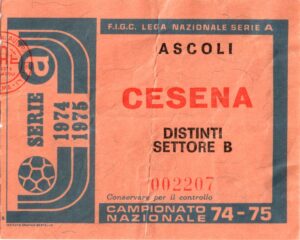 F.I.G.C. LEGA NAZIONALE SERIE A
ASCOLI
CESENA
DISTINTI
SETTORE B
002207
Conservare per il controllo
CAMPIONATO
NAZIONALE 74-75
SERIE a
1974
1975